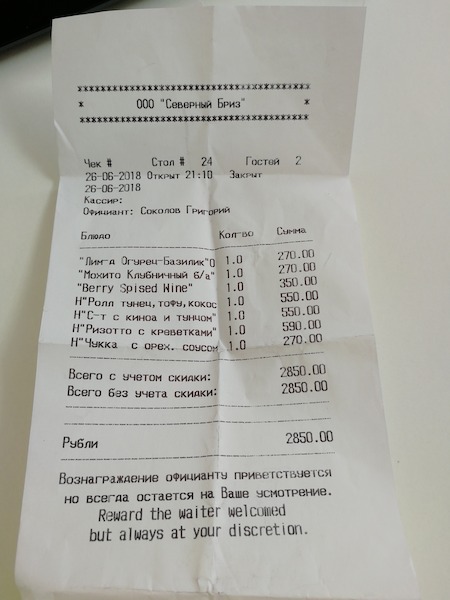 ****************************************
* ООО "Северный Бриз" *
****************************************
Чек # Стол # 24 Гостей 2
26-06-2018 Открыт 21:10 Закрыт
26-06-2018
Кассир:
Официант: Соколов Григорий
Блюдо Кол-во Сумма
"Лим-д Огурец-Базилик"О 1.0 270.00
"Мохито Клубничный б/а" 1.0 270.00
"Berry Spised Wine" 1.0 350.00
Н"Ролл тунец,тофу,кокос 1.0 550.00
Н"С-т с киноа и тунцом" 1.0 550.00
Н"Ризотто с креветками" 1.0 590.00
Н"Чукка с орех. соусом 1.0 270.00
Всего с учетом скидки: 2850.00
Всего без учета скидки: 2850.00
Рубли 2850.00
Вознаграждение официанту приветствуется
но всегда остается на Ваше усмотрение.
Reward the waiter welcomed
but always at your discretion.